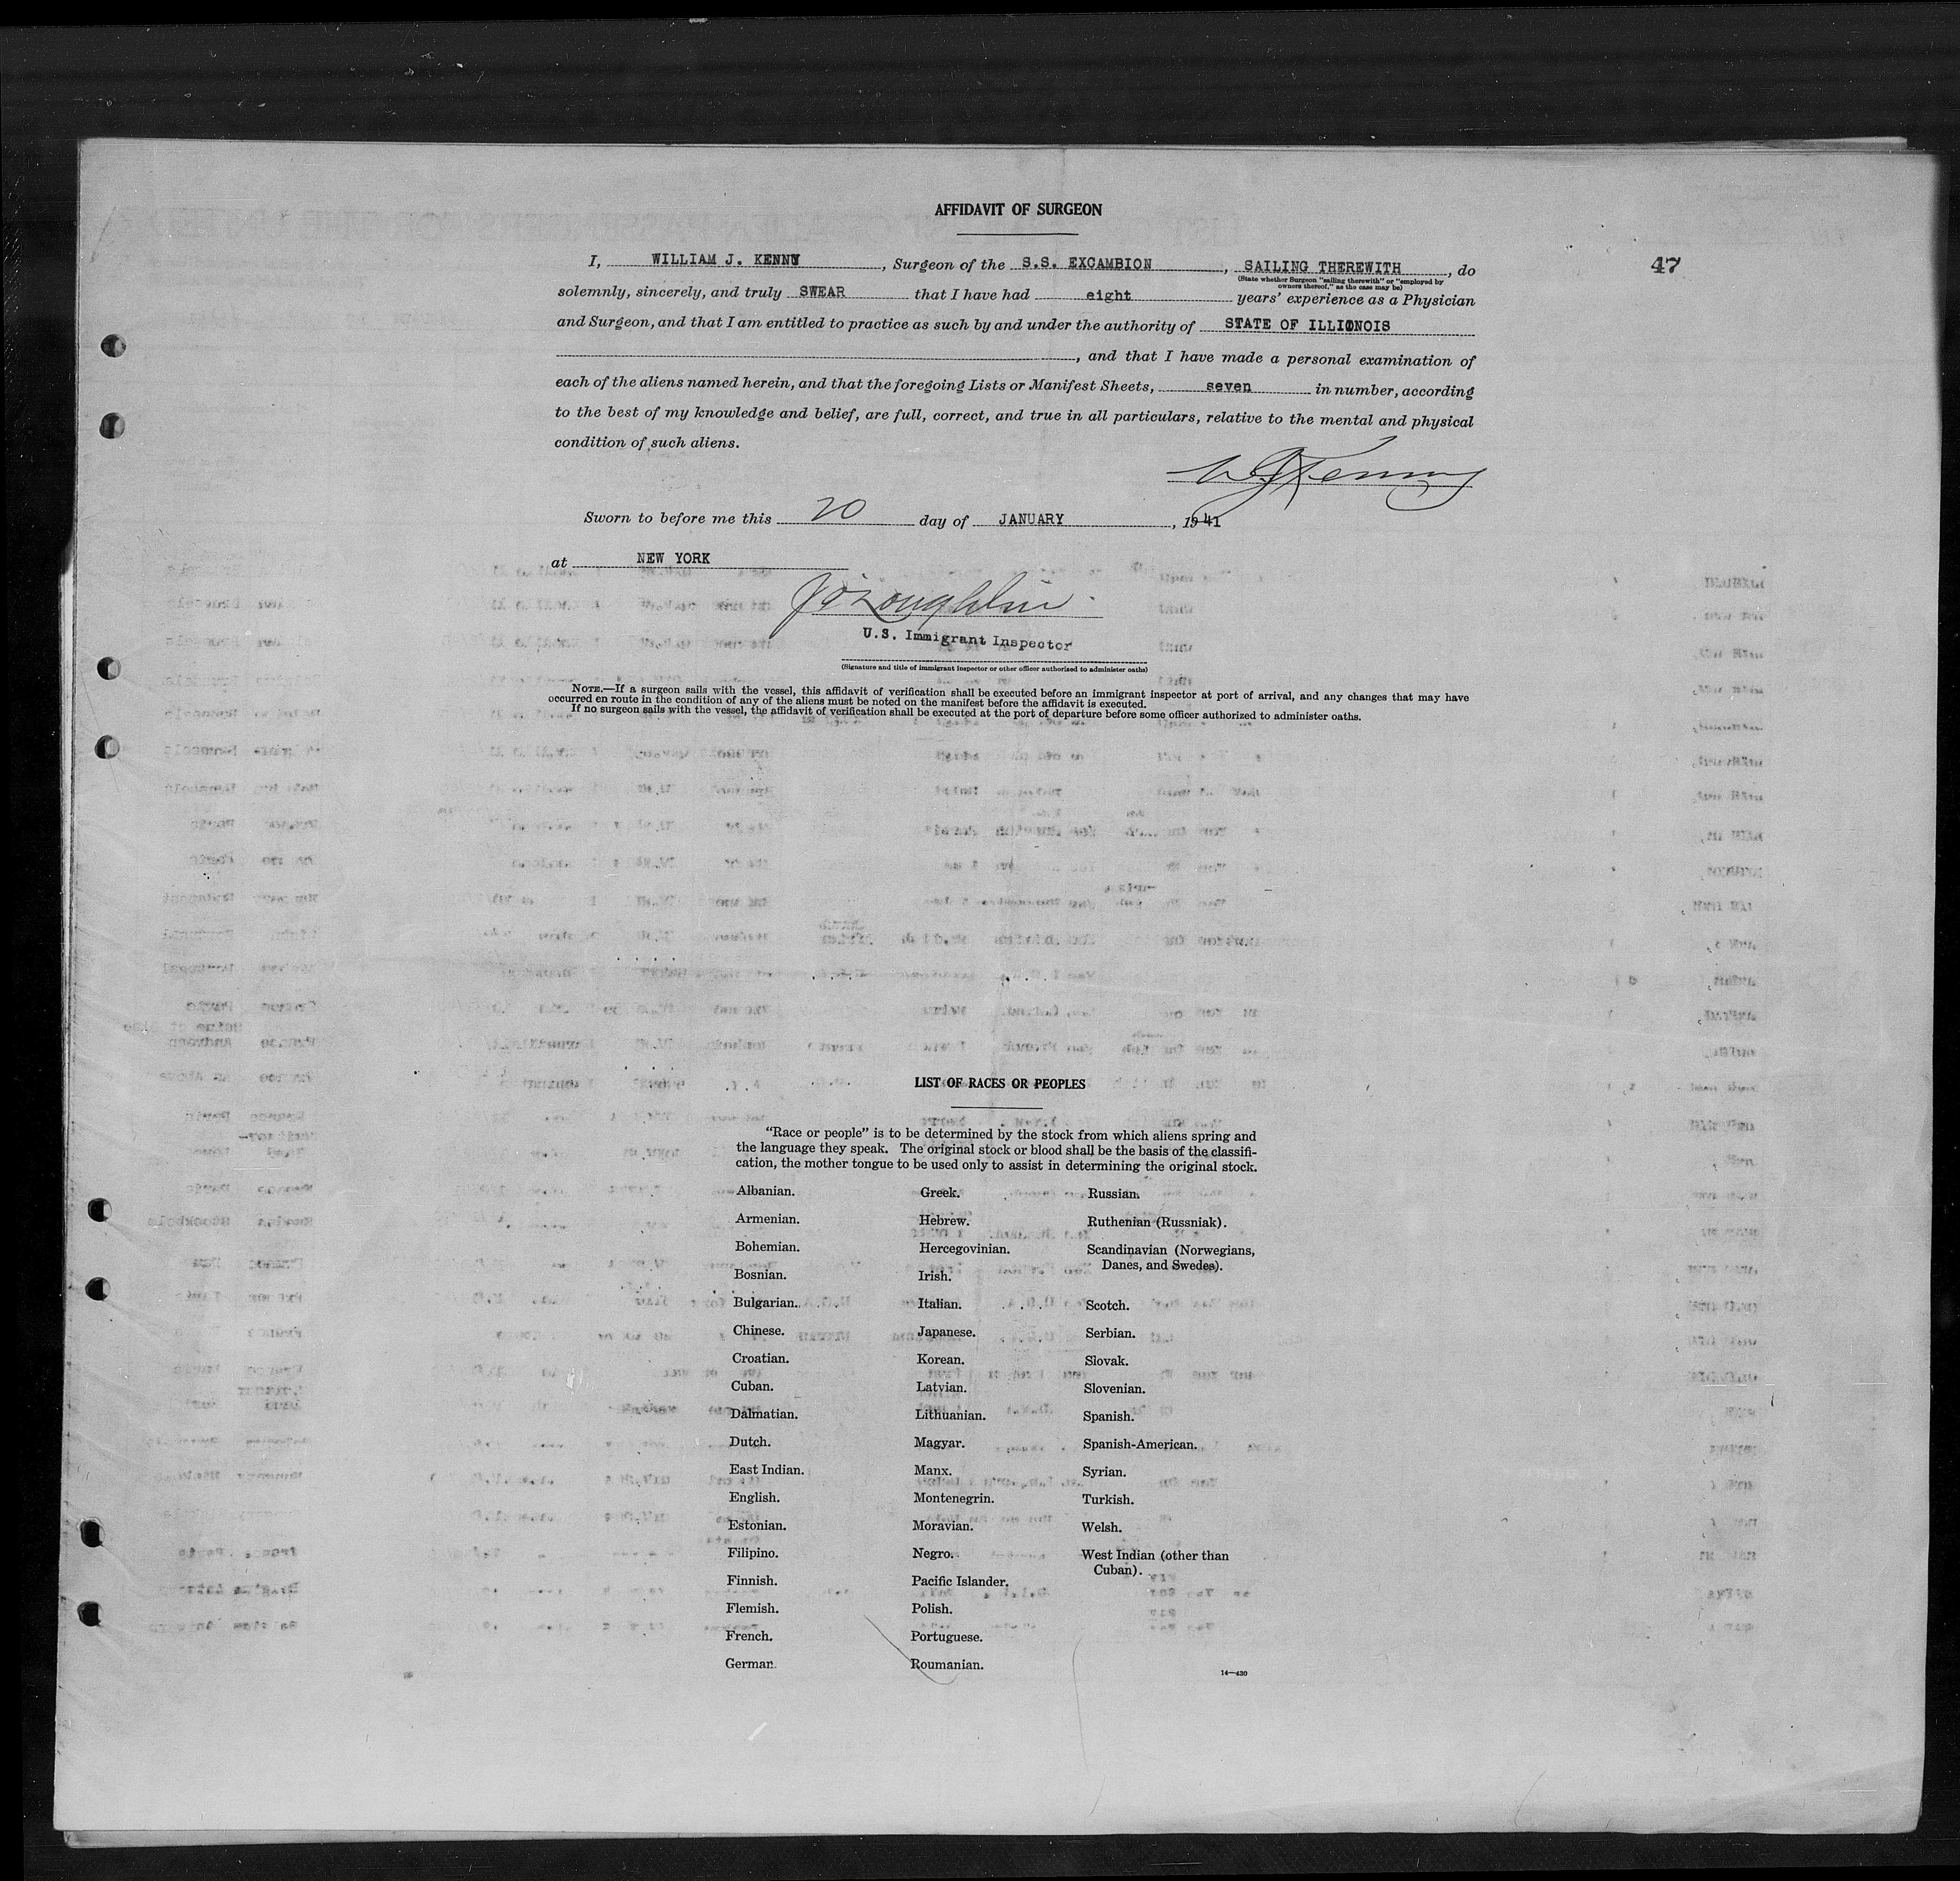 AFFIDAVIT OF SURGEON
47
I, WILLIAM J. KENNY, Surgeon of the S.S. EXCAMBION, SAILING THEREWITH, do
(State whether Surgeon "sailing therewith" or "employed by
owners thereof," as the case may be)
solemnly, sincerely, and truly SWEAR that I have had eight years' experience as a Physician
and Surgeon, and that I am entitled to practice as such by and under the authority of STATE OF ILLINOIS
, and that I have made a personal examination of
each of the aliens named herein, and that the foregoing Lists or Manifest Sheets, seven in number, according
to the best of my knowledge and belief, are full, correct, and true in all particulars, relative to the mental and physical
condition of such aliens.
W J Kenny
Sworn to before me this 20 day of JANUARY, 1941
at NEW YORK
U.S. Immigrant Inspector
(Signature and title of immigrant inspector or other officer authorized to administer oaths)
NOTE.—If a surgeon sails with the vessel, this affidavit of verification shall be executed before an immigrant inspector at port of arrival, and any changes that may have
occurred en route in the condition of any of the aliens must be noted on the manifest before the affidavit is executed.
If no surgeon sails with the vessel, the affidavit of verification shall be executed at the port of departure before some officer authorized to administer oaths.
LIST OF RACES OR PEOPLES
"Race or people" is to be determined by the stock from which aliens spring and
the language they speak. The original stock or blood shall be the basis of the classifi-
cation, the mother tongue to be used only to assist in determining the original stock.
Albanian.
Armenian.
Bohemian.
Bosnian.
Bulgarian.
Chinese.
Croatian.
Cuban.
Dalmatian.
Dutch.
East Indian.
English.
Estonian.
Filipino.
Finnish.
Flemish.
French.
German.
Greek.
Hebrew.
Hercegovinian.
Irish.
Italian.
Japanese.
Korean.
Latvian.
Lithuanian.
Magyar.
Manx.
Montenegrin.
Moravian.
Negro.
Pacific Islander.
Polish.
Portuguese.
Roumanian.
Russian.
Ruthenian (Russniak).
Scandinavian (Norwegians,
Danes, and Swedes).
Scotch.
Serbian.
Slovak.
Slovenian.
Spanish.
Spanish-American.
Syrian.
Turkish.
Welsh.
West Indian (other than
Cuban).
14—430